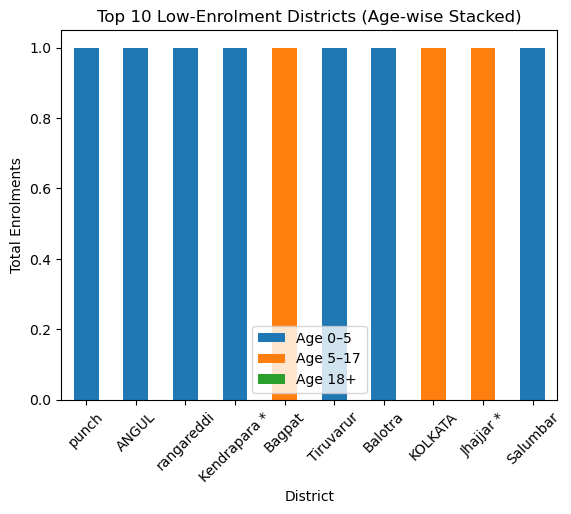 Top 10 Low-Enrolment Districts (Age-wise Stacked)
Total Enrolments
1.0
0.8
0.6
0.4
0.2
0.0
Age 0–5
Age 5–17
Age 18+
punch
ANGUL
rangareddi
Kendrapara *
Bagpat
Tiruvarur
Balotra
KOLKATA
Jhajjar *
Salumbar
District